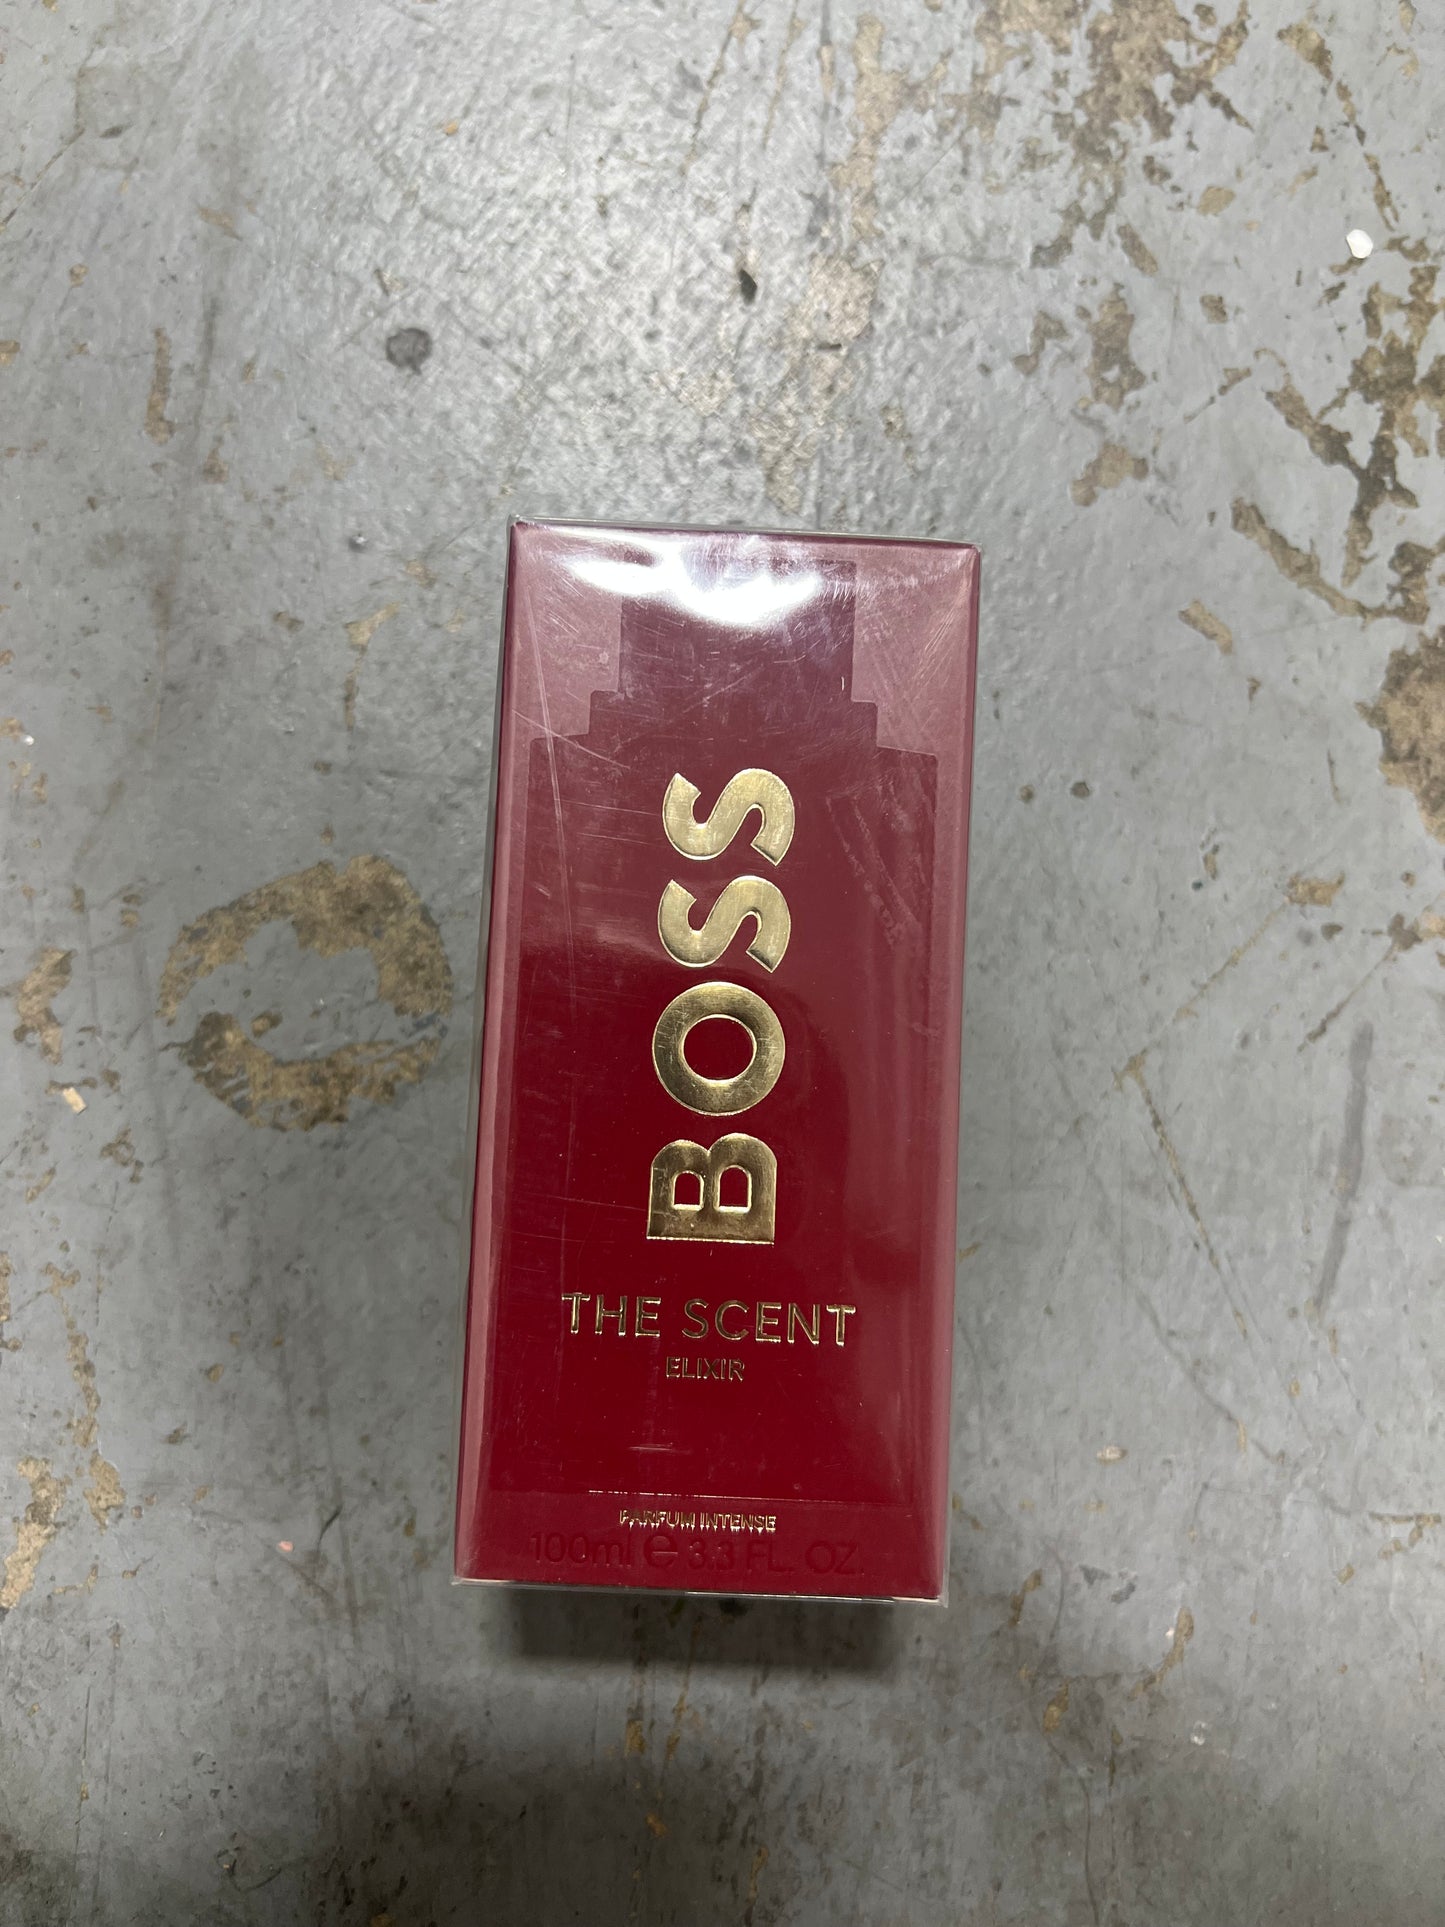 BOSS
THE SCENT
ELIXIR
PARFUM INTENSE
100ml e 3.3 FL. OZ.